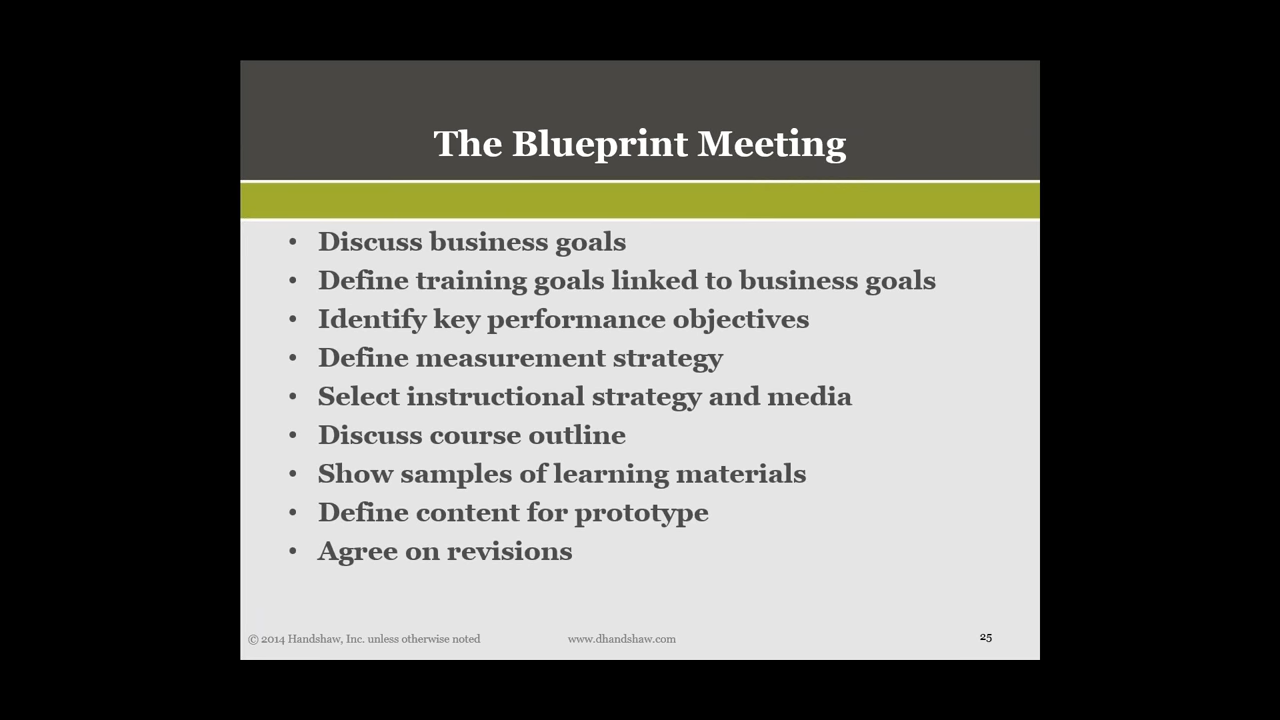 The Blueprint Meeting
• Discuss business goals
• Define training goals linked to business goals
• Identify key performance objectives
• Define measurement strategy
• Select instructional strategy and media
• Discuss course outline
• Show samples of learning materials
• Define content for prototype
• Agree on revisions
© 2014 Handshaw, Inc. unless otherwise noted www.dhandshaw.com 25